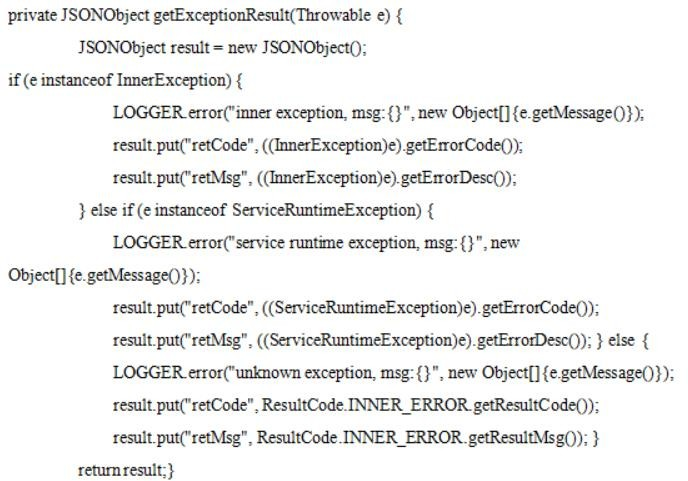 private JSONObject getExceptionResult(Throwable e) {
JSONObject result = new JSONObject();
if (e instanceof InnerException) {
LOGGER.error("inner exception, msg:{}", new Object[]{e.getMessage()});
result.put("retCode", ((InnerException)e).getErrorCode());
result.put("retMsg", ((InnerException)e).getErrorDesc());
} else if (e instanceof ServiceRuntimeException) {
LOGGER.error("service runtime exception, msg:{}", new
Object[]{e.getMessage()});
result.put("retCode", ((ServiceRuntimeException)e).getErrorCode());
result.put("retMsg", ((ServiceRuntimeException)e).getErrorDesc()); } else {
LOGGER.error("unknown exception, msg:{}", new Object[]{e.getMessage()});
result.put("retCode", ResultCode.INNER_ERROR.getResultCode());
result.put("retMsg", ResultCode.INNER_ERROR.getResultMsg()); }
return result;}